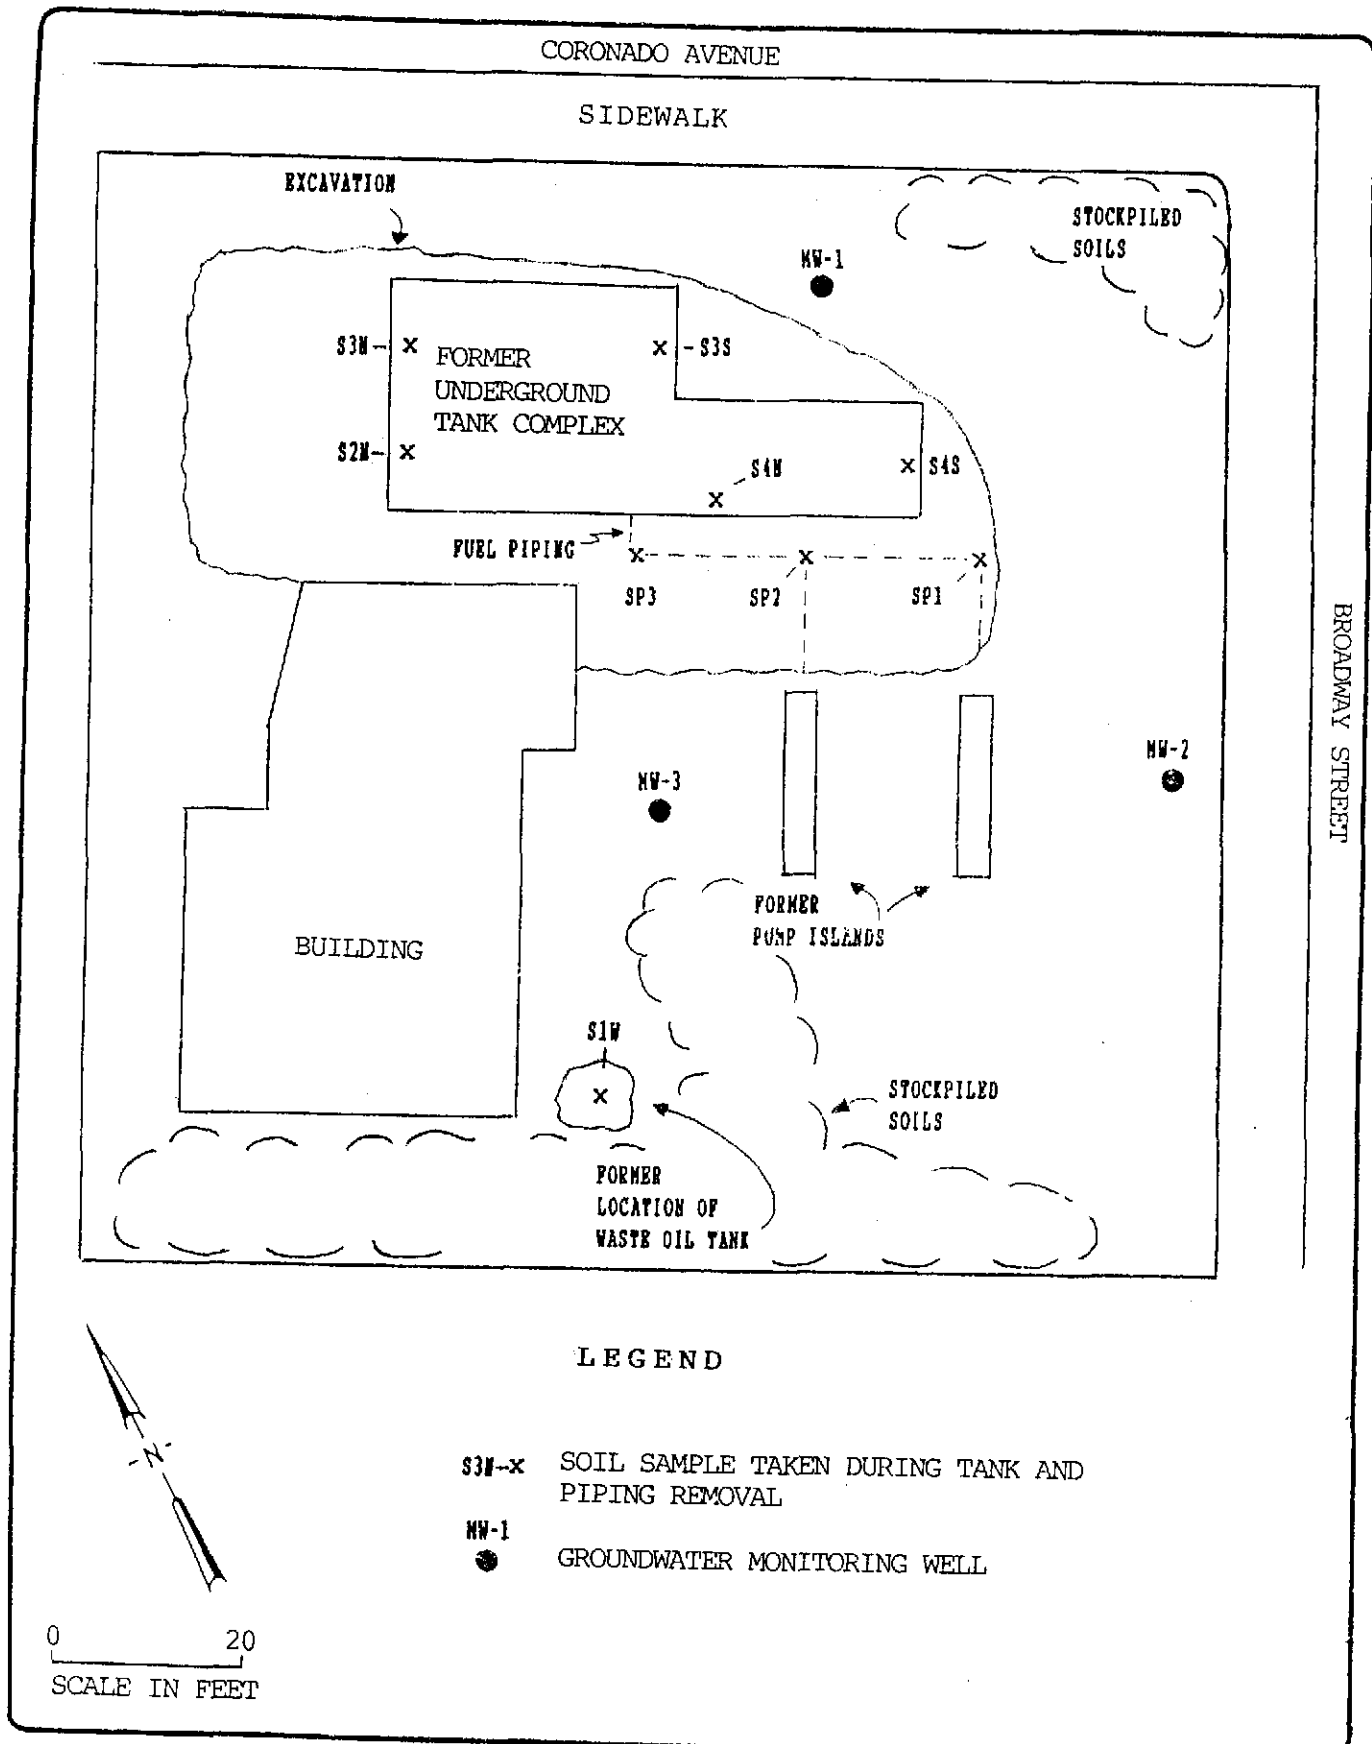 CORONADO AVENUE
SIDEWALK
EXCAVATION
STOCKPILED
SOILS
MW-1
S3N
FORMER
UNDERGROUND
TANK COMPLEX
S3S
S2N
S4N
S4S
FUEL PIPING
SP3
SP2
SP1
BROADWAY STREET
MW-2
MW-3
FORMER
PUMP ISLANDS
BUILDING
S1W
STOCKPILED
SOILS
FORMER
LOCATION OF
WASTE OIL TANK
LEGEND
N
S3N-X SOIL SAMPLE TAKEN DURING TANK AND
PIPING REMOVAL
MW-1
GROUNDWATER MONITORING WELL
0 20
SCALE IN FEET